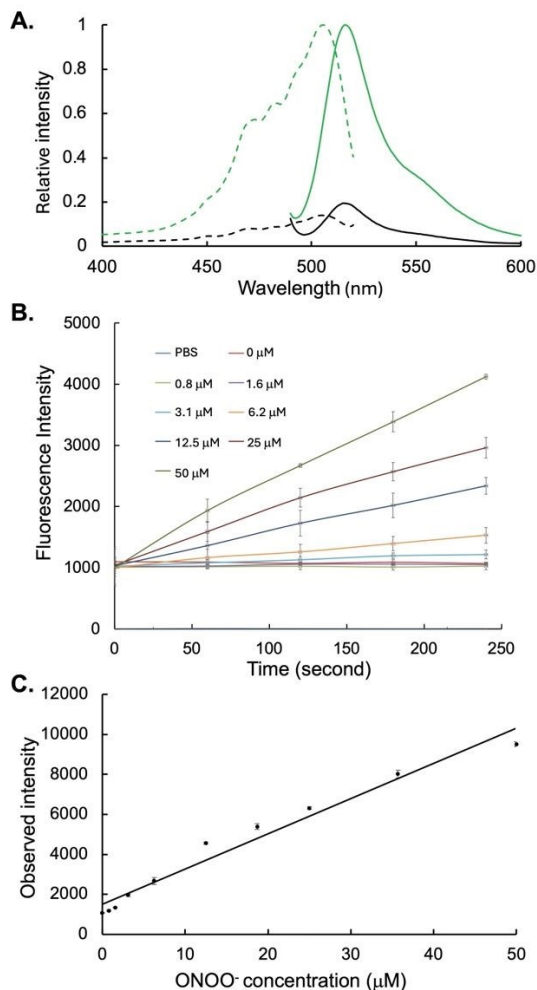 A.
1
0.8
0.6
0.4
0.2
0
Relative intensity
400 450 500 550 600
Wavelength (nm)
B.
5000
4000
3000
2000
1000
0
Fluorescence Intensity
PBS 0 µM
0.8 µM 1.6 µM
3.1 µM 6.2 µM
12.5 µM 25 µM
50 µM
0 50 100 150 200 250
Time (second)
C.
12000
10000
8000
6000
4000
2000
0
Observed intensity
0 10 20 30 40 50
ONOO⁻ concentration (µM)